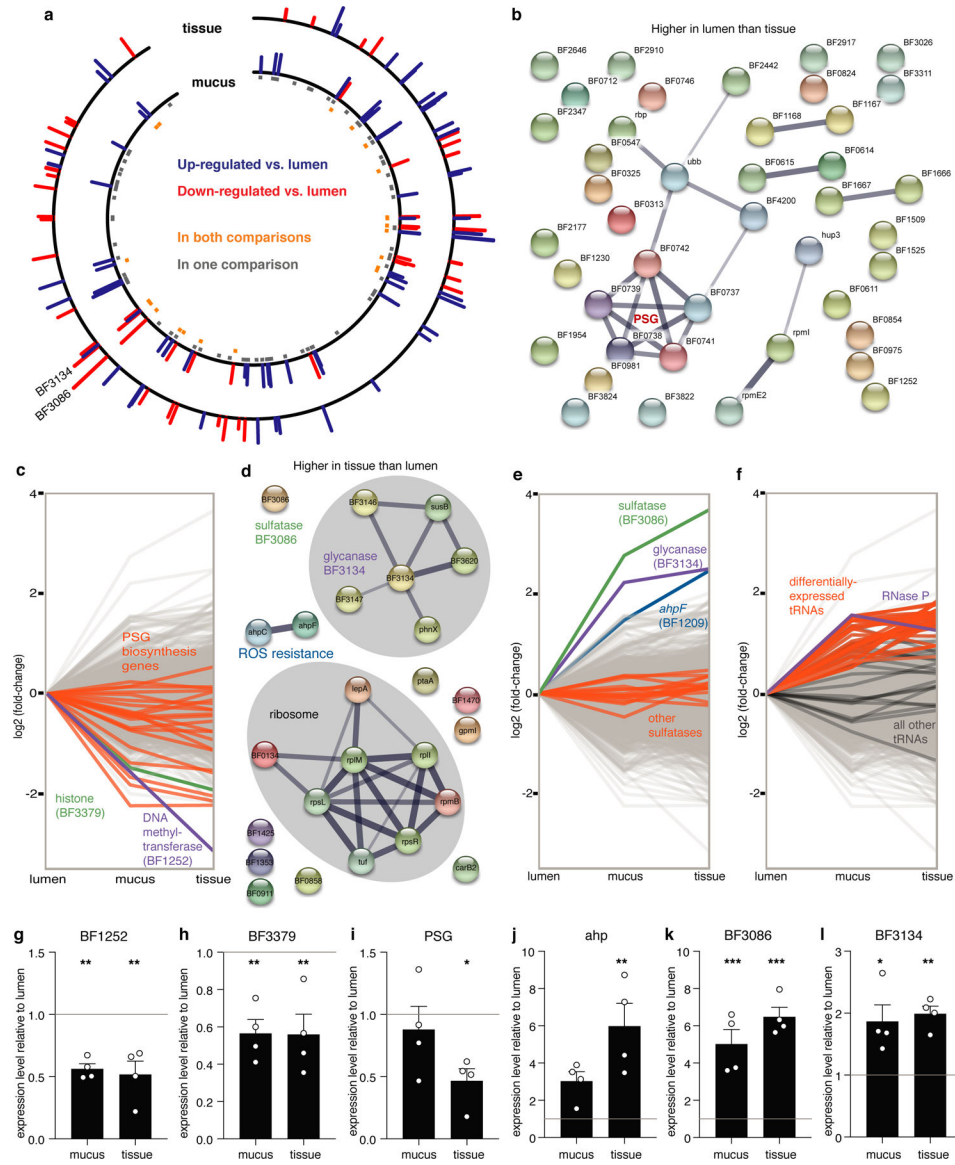 a
tissue
mucus
Up-regulated vs. lumen
Down-regulated vs. lumen
In both comparisons
In one comparison
BF3134
BF3086
b
Higher in lumen than tissue
BF2646
BF2910
BF2917
BF3026
BF2442
BF0712
BF0746
BF0824
BF3311
BF2347
rbp
BF1168
BF1167
BF0547
ubb
BF0615
BF0614
BF0325
BF1667
BF1666
BF0313
BF4200
BF2177
hup3
BF1509
BF1230
BF0742
BF1525
BF0739
BF0737
BF0611
PSG
BF1954
BF0738
BF0741
rpmI
BF0854
BF0981
BF0975
BF3824
BF3822
rpmE2
BF1252
c
4
2
0
-2
log2 (fold-change)
PSG
biosynthesis
genes
histone
(BF3379)
DNA
methyl-
transferase
(BF1252)
lumen
mucus
tissue
d
Higher in tissue than lumen
BF3086
sulfatase
BF3086
BF3146
susB
glycanase
BF3134
BF3620
BF3134
BF3147
phnX
ahpC
ahpF
ROS resistance
ptaA
lepA
BF1470
ribosome
gpmI
BF0134
rplM
rplI
rpsL
rpmB
BF1425
rpsR
BF1353
tuf
carB2
BF0858
BF0911
e
4
2
0
-2
log2 (fold-change)
sulfatase
(BF3086)
glycanase
(BF3134)
ahpF
(BF1209)
other
sulfatases
lumen
mucus
tissue
f
4
2
0
-2
log2 (fold-change)
differentially-
expressed
tRNAs
RNase P
all other
tRNAs
lumen
mucus
tissue
g
BF1252
expression level relative to lumen
1.5
1.0
0.5
0.0
**
**
mucus
tissue
h
BF3379
expression level relative to lumen
1.0
0.8
0.6
0.4
0.2
0.0
**
**
mucus
tissue
i
PSG
expression level relative to lumen
1.5
1.0
0.5
0.0
*
mucus
tissue
j
ahp
expression level relative to lumen
10
8
6
4
2
0
**
mucus
tissue
k
BF3086
expression level relative to lumen
10
8
6
4
2
0
***
***
mucus
tissue
l
BF3134
expression level relative to lumen
3
2
1
0
*
**
mucus
tissue